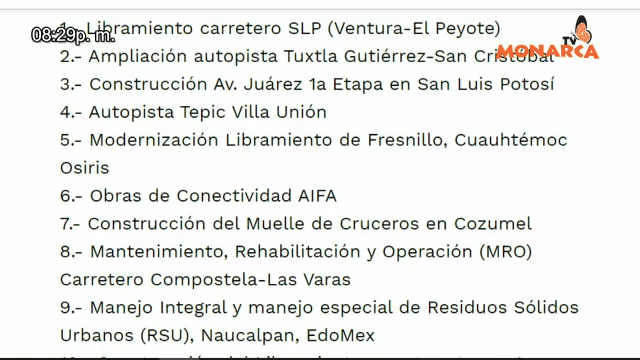 1.- Libramiento carretero SLP (Ventura-El Peyote)
08:29p. m.
TV
MONARCA
2.- Ampliación autopista Tuxtla Gutiérrez-San Cristóbal
3.- Construcción Av. Juárez 1a Etapa en San Luis Potosí
4.- Autopista Tepic Villa Unión
5.- Modernización Libramiento de Fresnillo, Cuauhtémoc
Osiris
6.- Obras de Conectividad AIFA
7.- Construcción del Muelle de Cruceros en Cozumel
8.- Mantenimiento, Rehabilitación y Operación (MRO)
Carretero Compostela-Las Varas
9.- Manejo Integral y manejo especial de Residuos Sólidos
Urbanos (RSU), Naucalpan, EdoMex